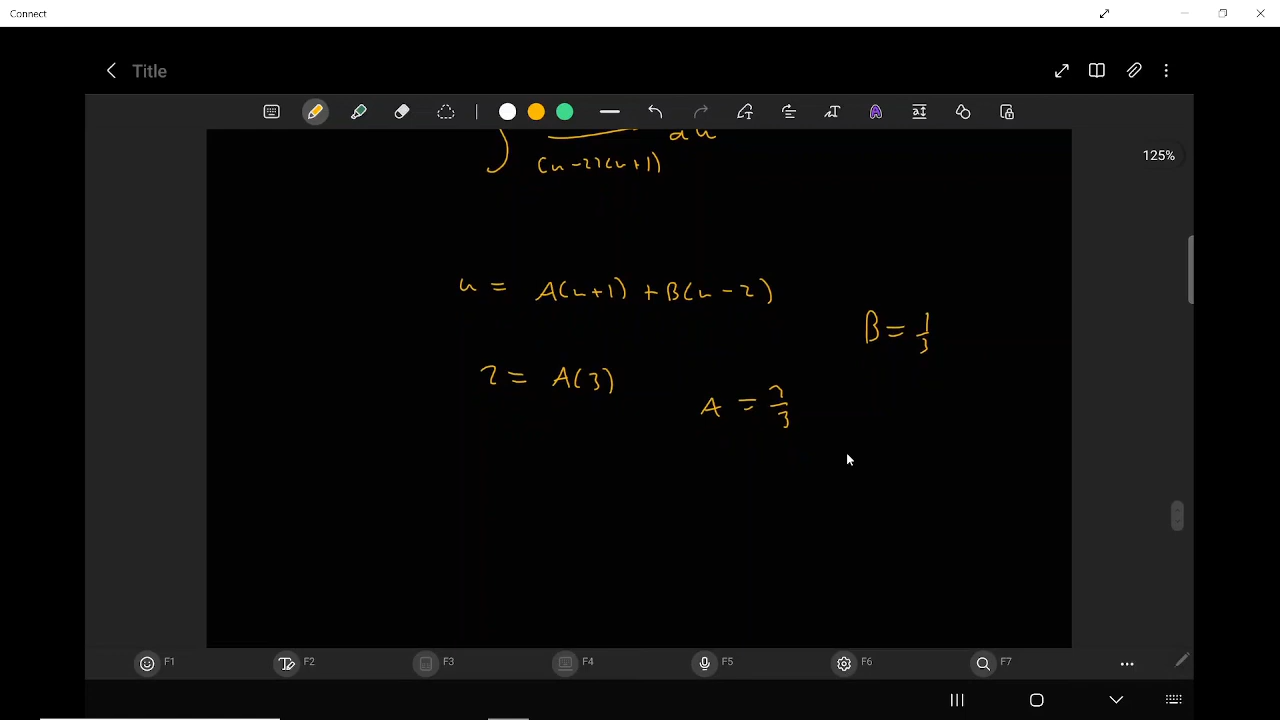 Connect
Title
∫ du
(u-2)(u+1)
125%
u = A(u+1) + B(u-2)
B = 1/3
2 = A(3)
A = 2/3
F1 F2 F3 F4 F5 F6 F7